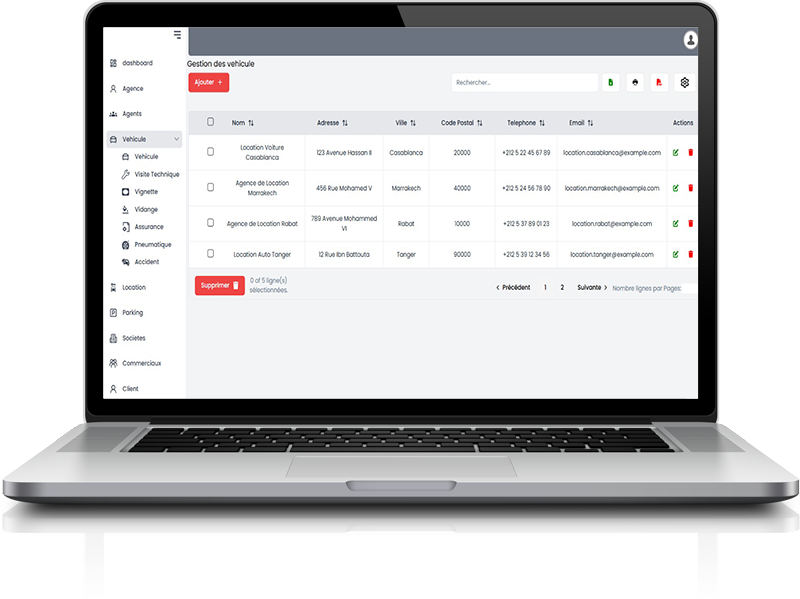 dashboard
Agence
Agents
Vehicule
Vehicule
Visite Technique
Vignette
Vidange
Assurance
Pneumatique
Accident
Location
Parking
Societes
Commerciaux
Client
Gestion des vehicule
Ajouter +
Rechercher...
Nom Adresse Ville Code Postal Telephone Email Actions
Location Voiture
Casablanca
123 Avenue Hassan II Casablanca 20000 +212 5 22 45 67 89 location.casablanca@example.com
Agence de Location
Marrakech
456 Rue Mohamed V Marrakech 40000 +212 5 24 56 78 90 location.marrakech@example.com
Agence de Location Rabat
789 Avenue Mohammed
VI
Rabat 10000 +212 5 37 89 01 23 location.rabat@example.com
Location Auto Tanger 12 Rue Ibn Battouta Tanger 90000 +212 5 39 12 34 56 location.tanger@example.com
Supprimer
0 of 5 ligne(s)
sélectionnées.
Précédent 1 2 Suivante Nombre lignes par Pages: